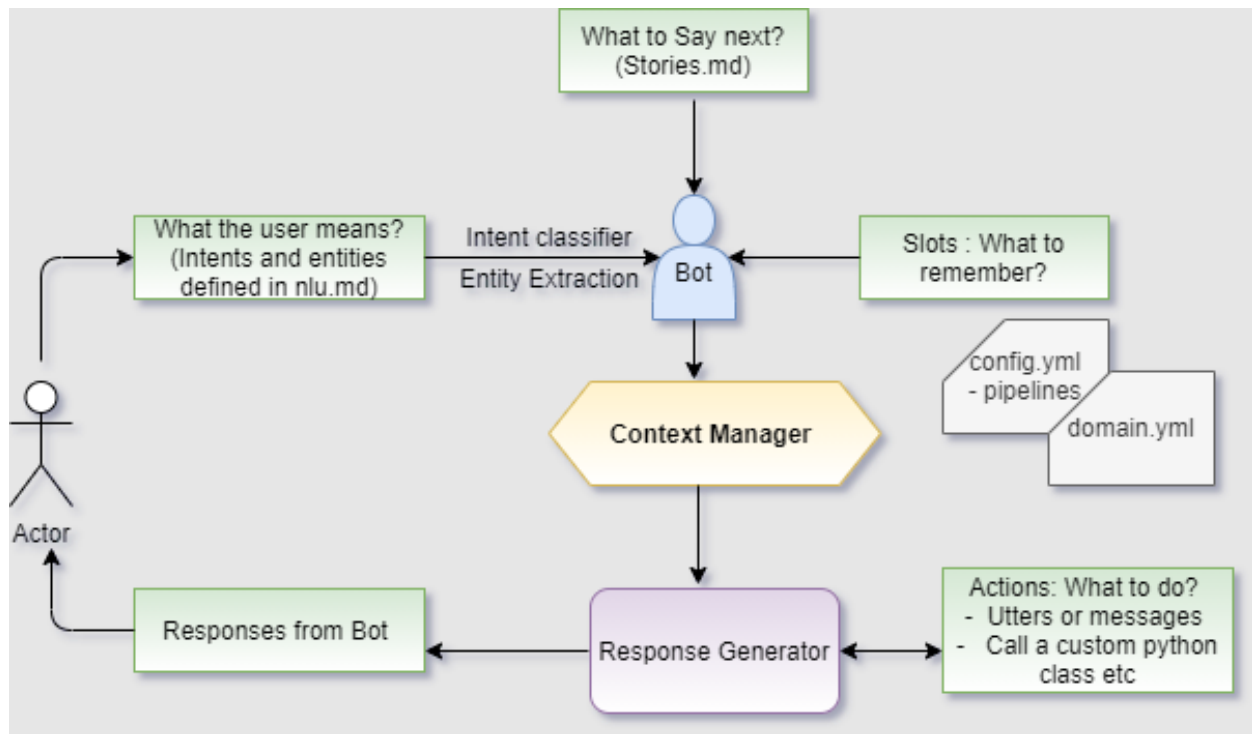 What to Say next?
(Stories.md)
What the user means?
(Intents and entities
defined in nlu.md)
Intent classifier
Entity Extraction
Bot
Slots : What to
remember?
config.yml
- pipelines
domain.yml
Context Manager
Actor
Responses from Bot
Response Generator
Actions: What to do?
- Utters or messages
- Call a custom python
class etc